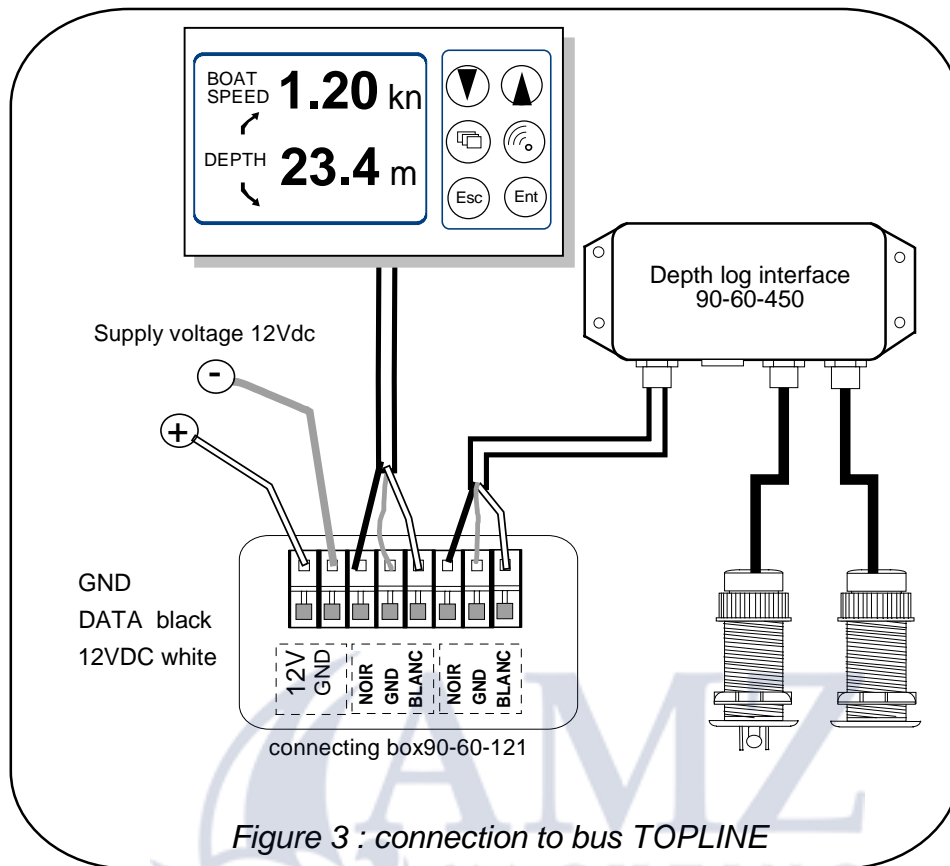 BOAT
SPEED 1.20 kn
DEPTH 23.4 m
Esc Ent
Depth log interface
90-60-450
Supply voltage 12Vdc
-
+
GND
DATA black
12VDC white
12V
GND
NOIR
GND
BLANC
NOIR
GND
BLANC
connecting box90-60-121
AMZ
Figure 3 : connection to bus TOPLINE